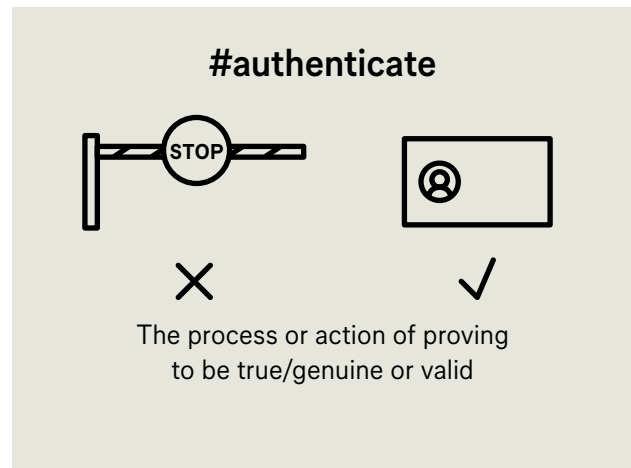 #authenticate
STOP
The process or action of proving
to be true/genuine or valid